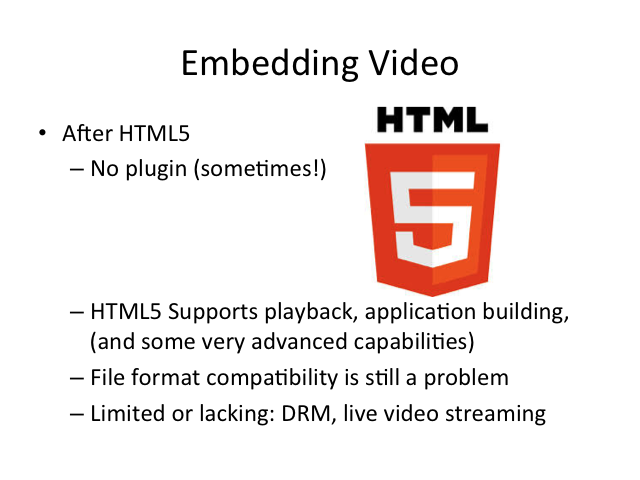 Embedding Video
• After HTML5
– No plugin (sometimes!)
HTML
5
– HTML5 Supports playback, application building,
(and some very advanced capabilities)
– File format compatibility is still a problem
– Limited or lacking: DRM, live video streaming